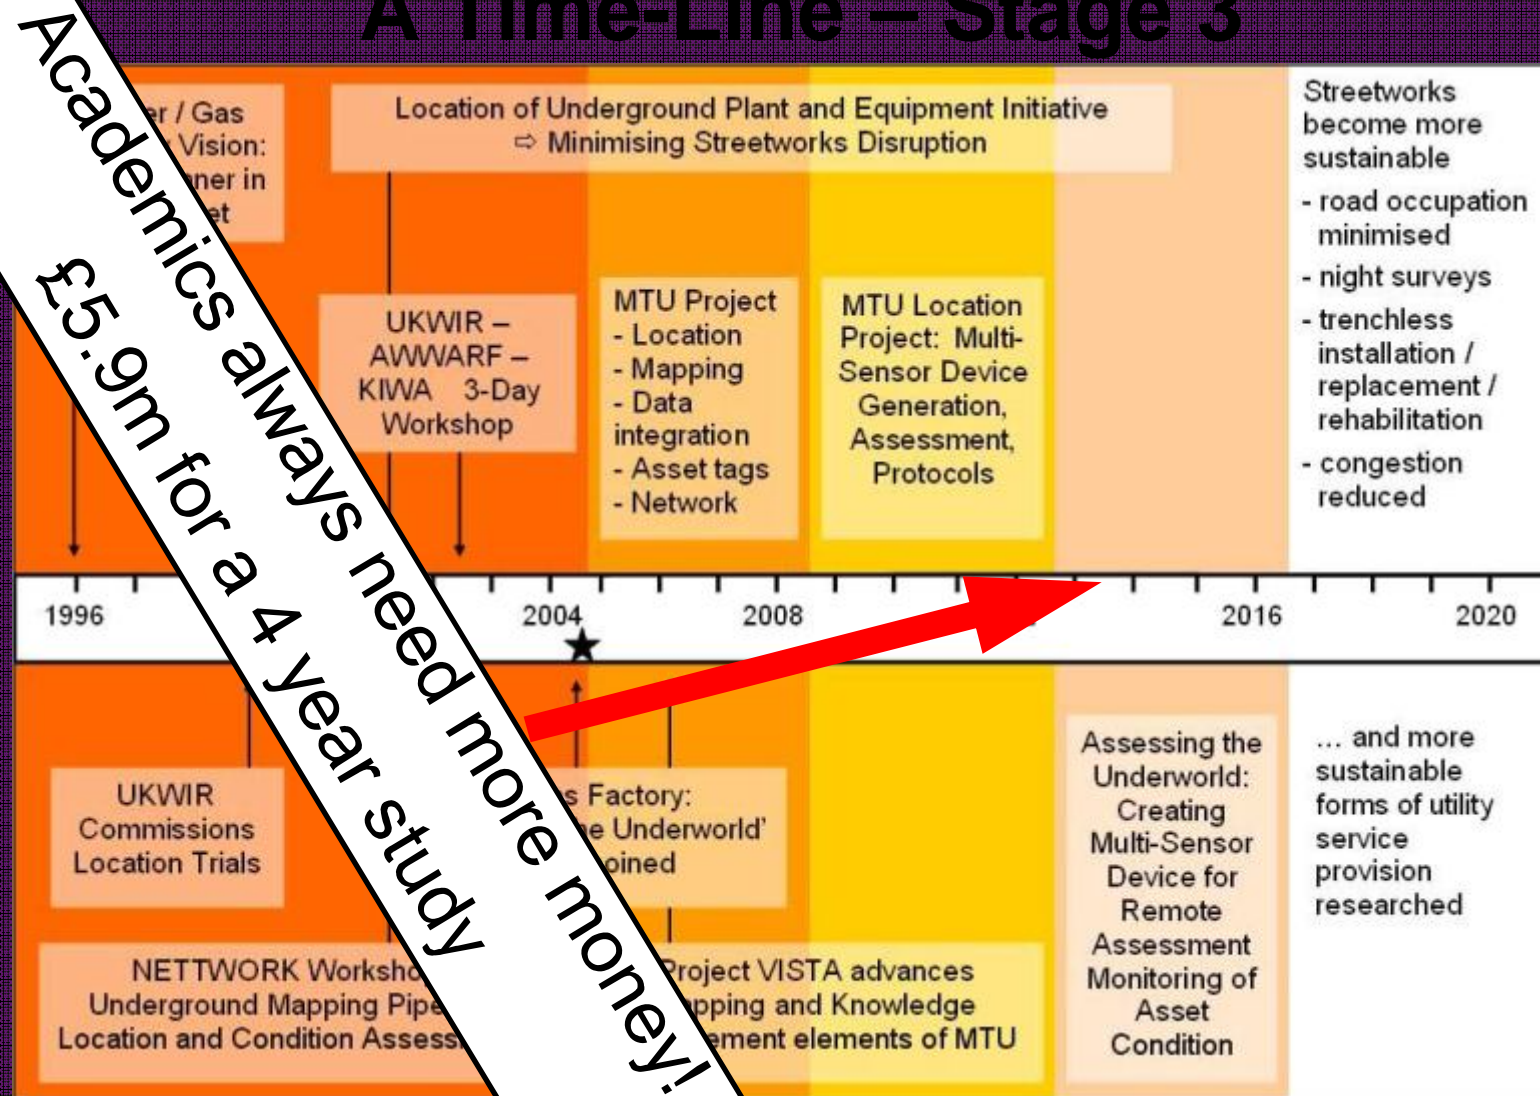 A Time-Line – Stage 3
Academics always need more money!
£5.9m for a 4 year study
/ Gas
Vision:
in
Location of Underground Plant and Equipment Initiative
⇨ Minimising Streetworks Disruption
UKWIR –
AWWARF –
KIWA 3-Day
Workshop
MTU Project
- Location
- Mapping
- Data
integration
- Asset tags
- Network
MTU Location
Project: Multi-
Sensor Device
Generation,
Assessment,
Protocols
Streetworks
become more
sustainable
- road occupation
minimised
- night surveys
- trenchless
installation /
replacement /
rehabilitation
- congestion
reduced
1996
2004
2008
2016
2020
UKWIR
Commissions
Location Trials
Factory:
Underworld’
NETTWORK
Underground Mapping
Location and Condition
Project VISTA advances
and Knowledge
elements of MTU
Assessing the
Underworld:
Creating
Multi-Sensor
Device for
Remote
Assessment
Monitoring of
Asset
Condition
... and more
sustainable
forms of utility
service
provision
researched